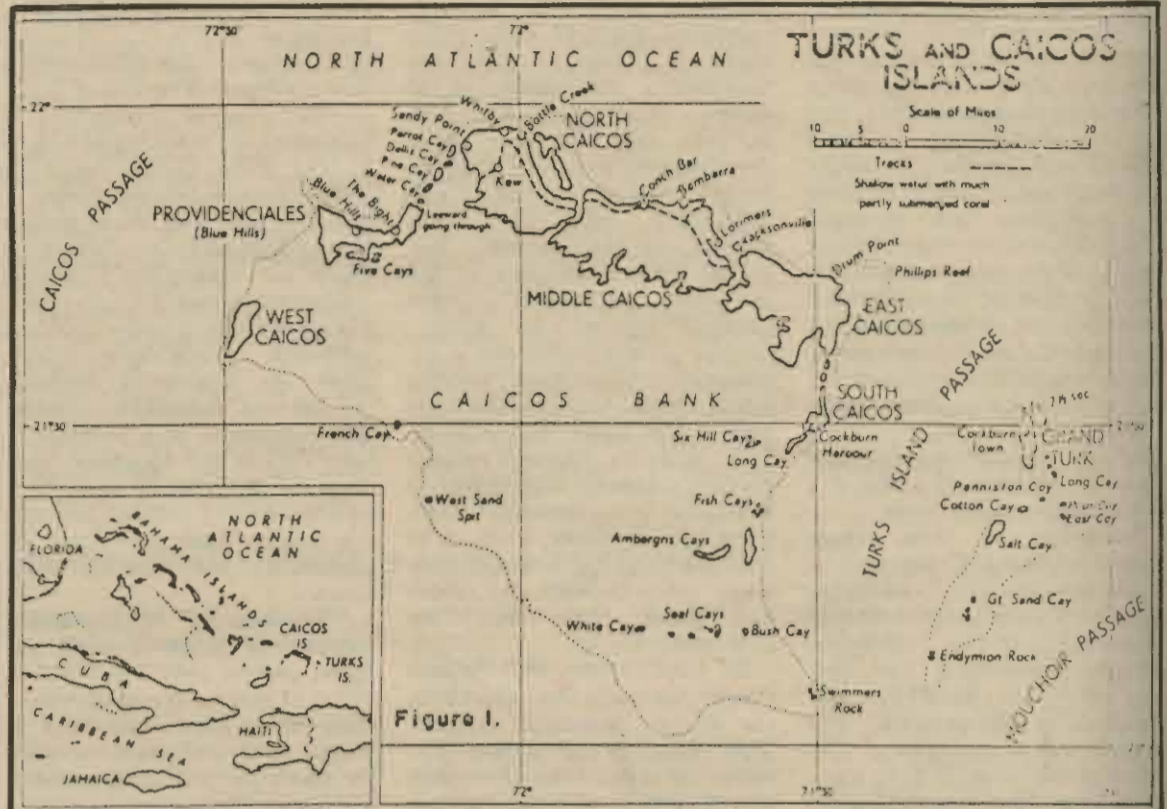 TURKS AND CAICOS
ISLANDS
Scale of Miles
10 5 0 10 20
Tracks
Shallow water with much
partly submerged coral
72°30'
72°
NORTH ATLANTIC OCEAN
22°
CAICOS PASSAGE
Whitby
Bottle Creek
Sandy Point
Parrot Cay
Dellis Cay
Pine Cay
Water Cay
NORTH
CAICOS
Kew
Conch Bar
Bambarra
Lorimers
Jacksonville
Drum Point
Phillips Reef
Blue Hills
The Bight
PROVIDENCIALES
(Blue Hills)
Leeward
going through
Five Cays
MIDDLE CAICOS
EAST
CAICOS
WEST
CAICOS
CAICOS BANK
SOUTH
CAICOS
21°30'
French Cay
Six Hill Cay
Long Cay
Cockburn
Harbour
TURKS ISLAND PASSAGE
Cockburn
Town
GRAND
TURK
Long Cay
Penniston Cay
Cotton Cay
East Cay
Salt Cay
West Sand
Spit
Fish Cays
Ambergris Cays
Gt. Sand Cay
White Cay
Seal Cays
Bush Cay
Endymion Rock
Swimmers
Rock
MOUCHOIR PASSAGE
72°
71°30'
NORTH
ATLANTIC
OCEAN
FLORIDA
BAHAMA ISLANDS
CAICOS
IS.
TURKS
IS.
CUBA
CARIBBEAN SEA
HAITI
JAMAICA
Figure 1.